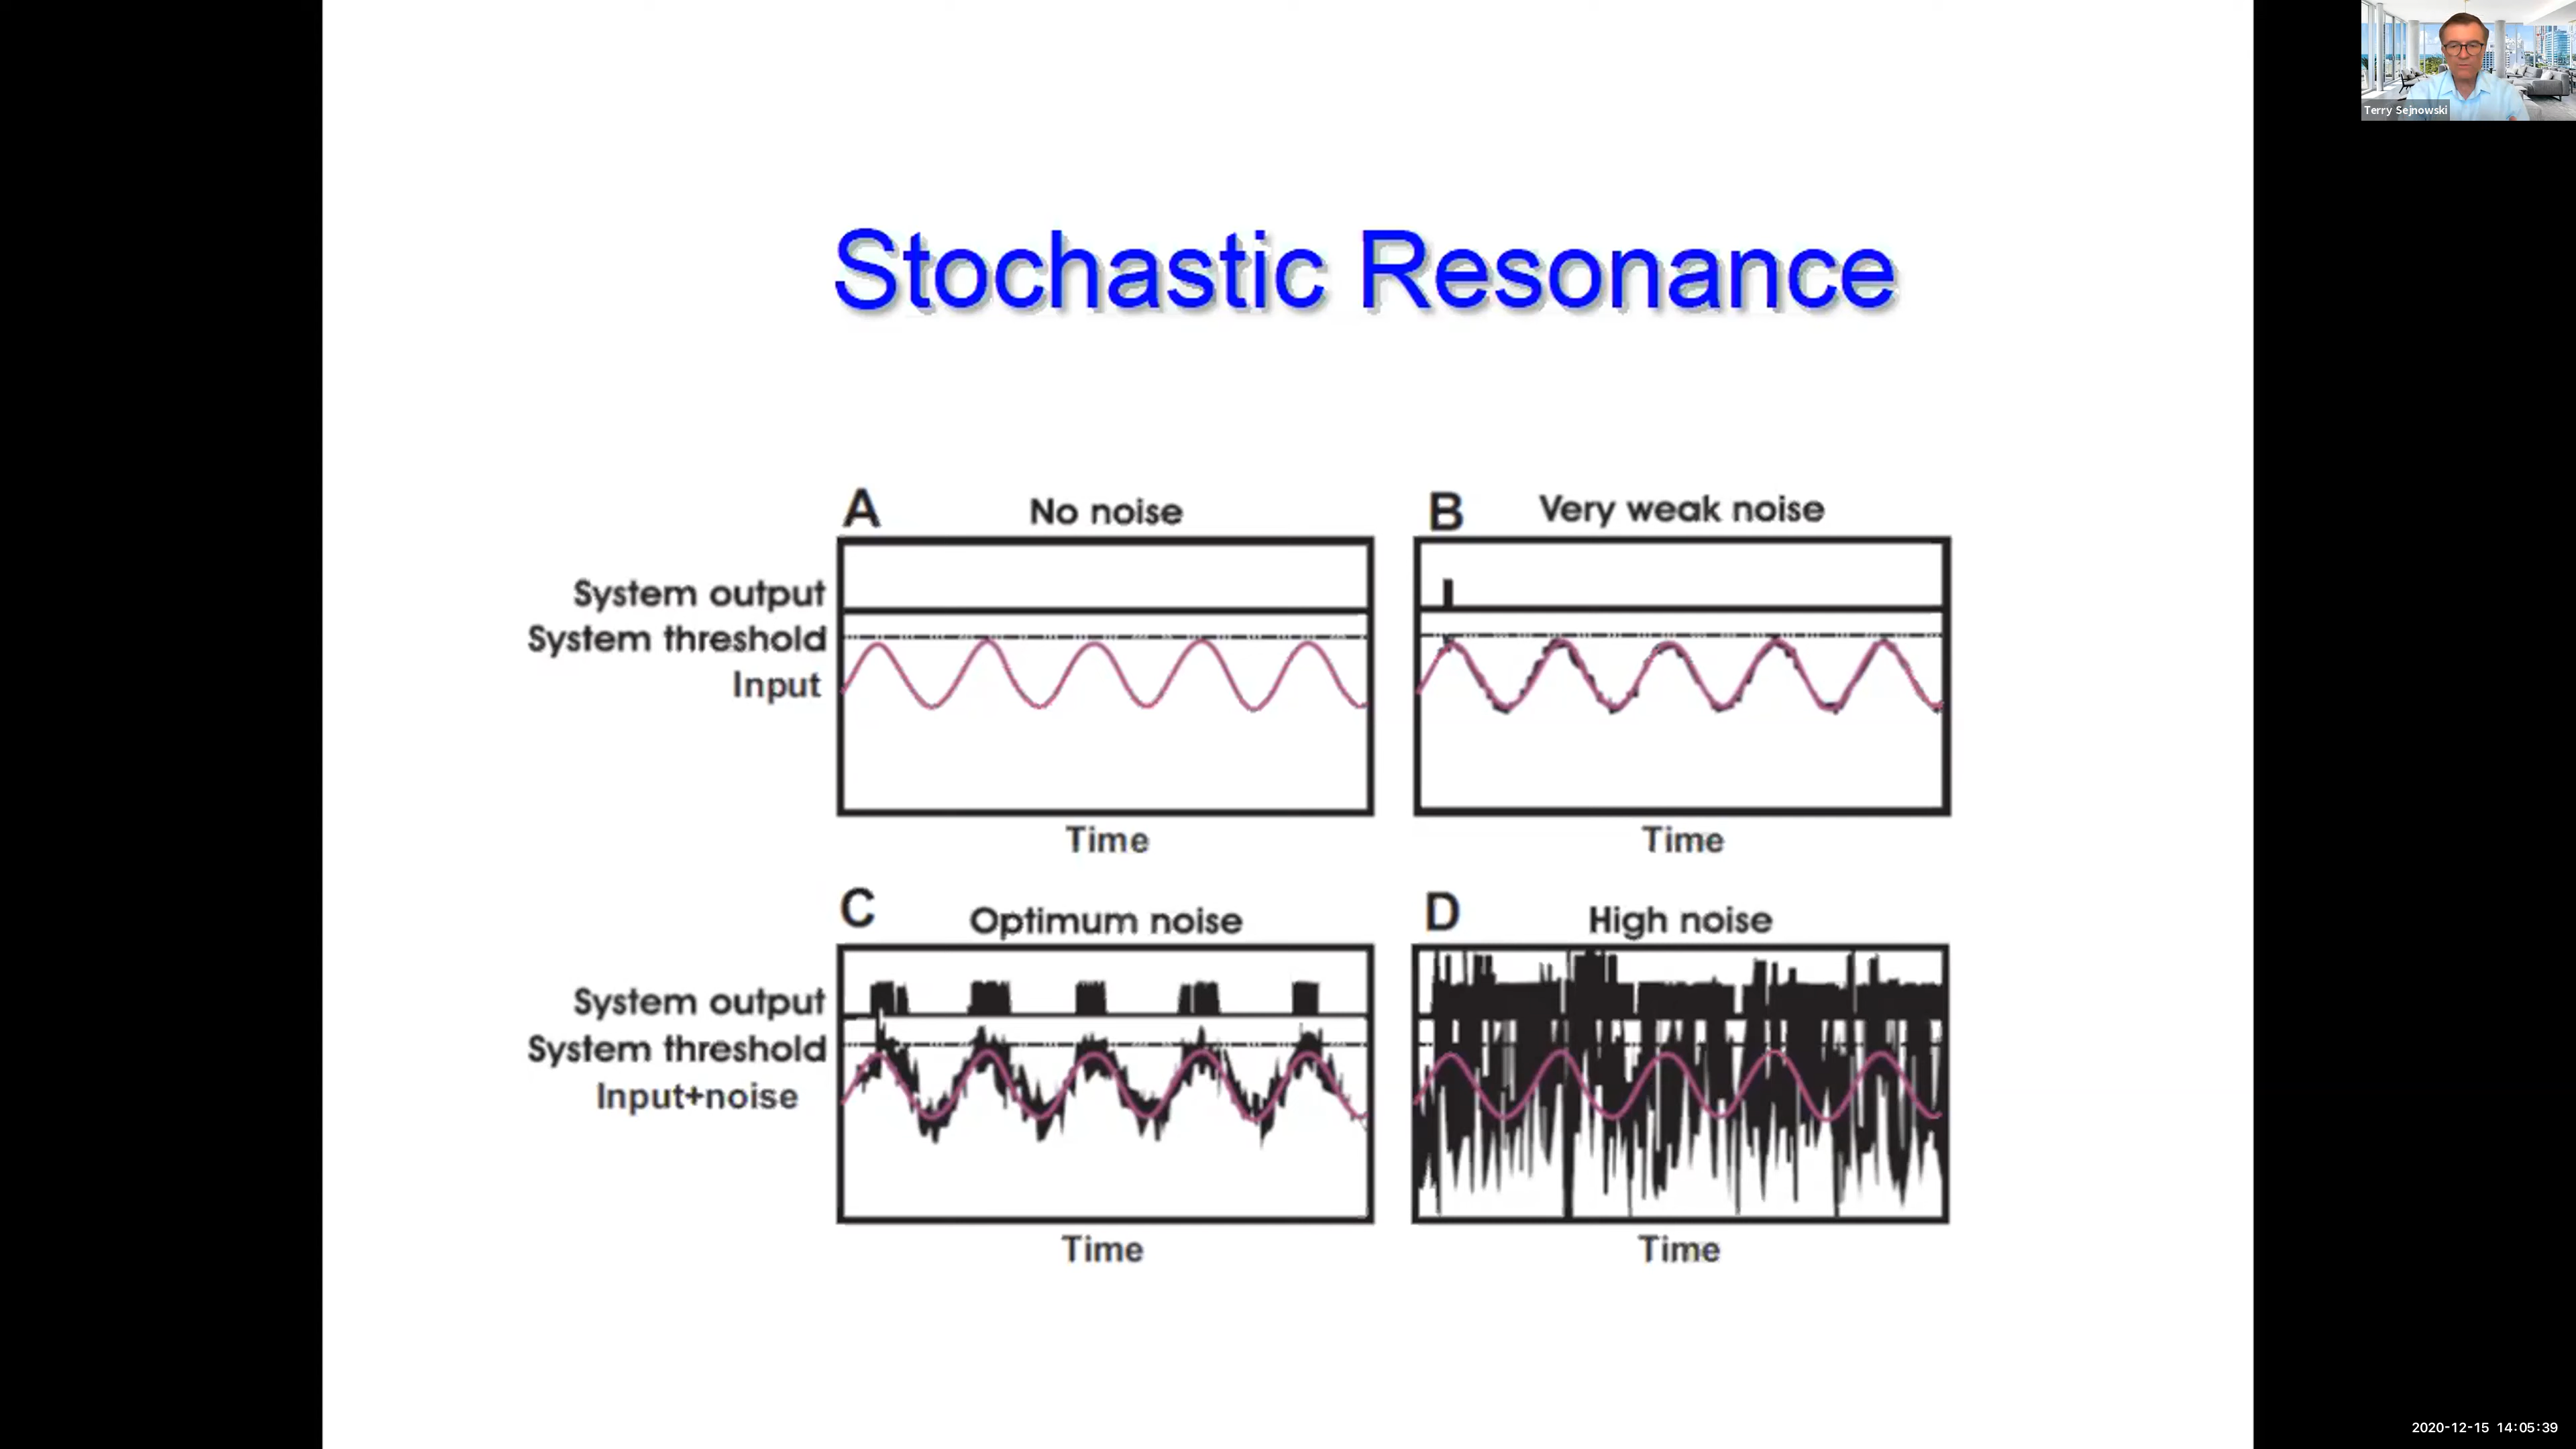 Terry Sejnowski
Stochastic Resonance
A No noise
B Very weak noise
System output
System threshold
Input
Time
Time
C Optimum noise
D High noise
System output
System threshold
Input+noise
Time
Time
2020-12-15 14:05:39